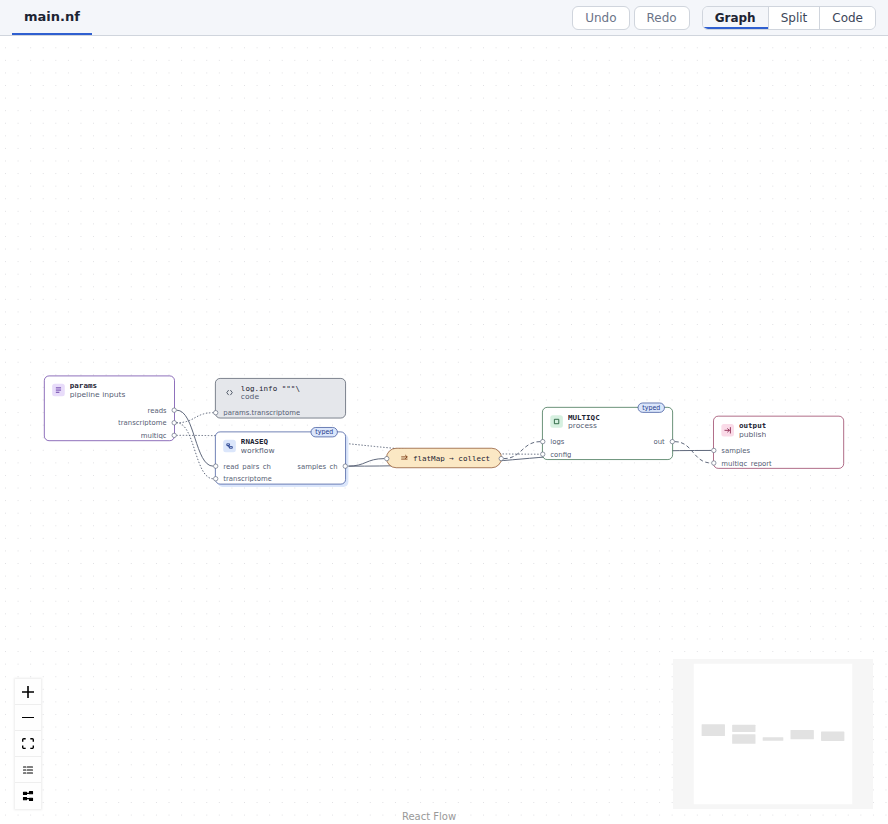 main.nf
Undo
Redo
Graph
Split
Code
params
pipeline inputs
reads
transcriptome
multiqc
log.info """\
code
params.transcriptome
typed
RNASEQ
workflow
read_pairs_ch
samples_ch
transcriptome
flatMap → collect
typed
MULTIQC
process
logs
out
config
output
publish
samples
multiqc_report
React Flow